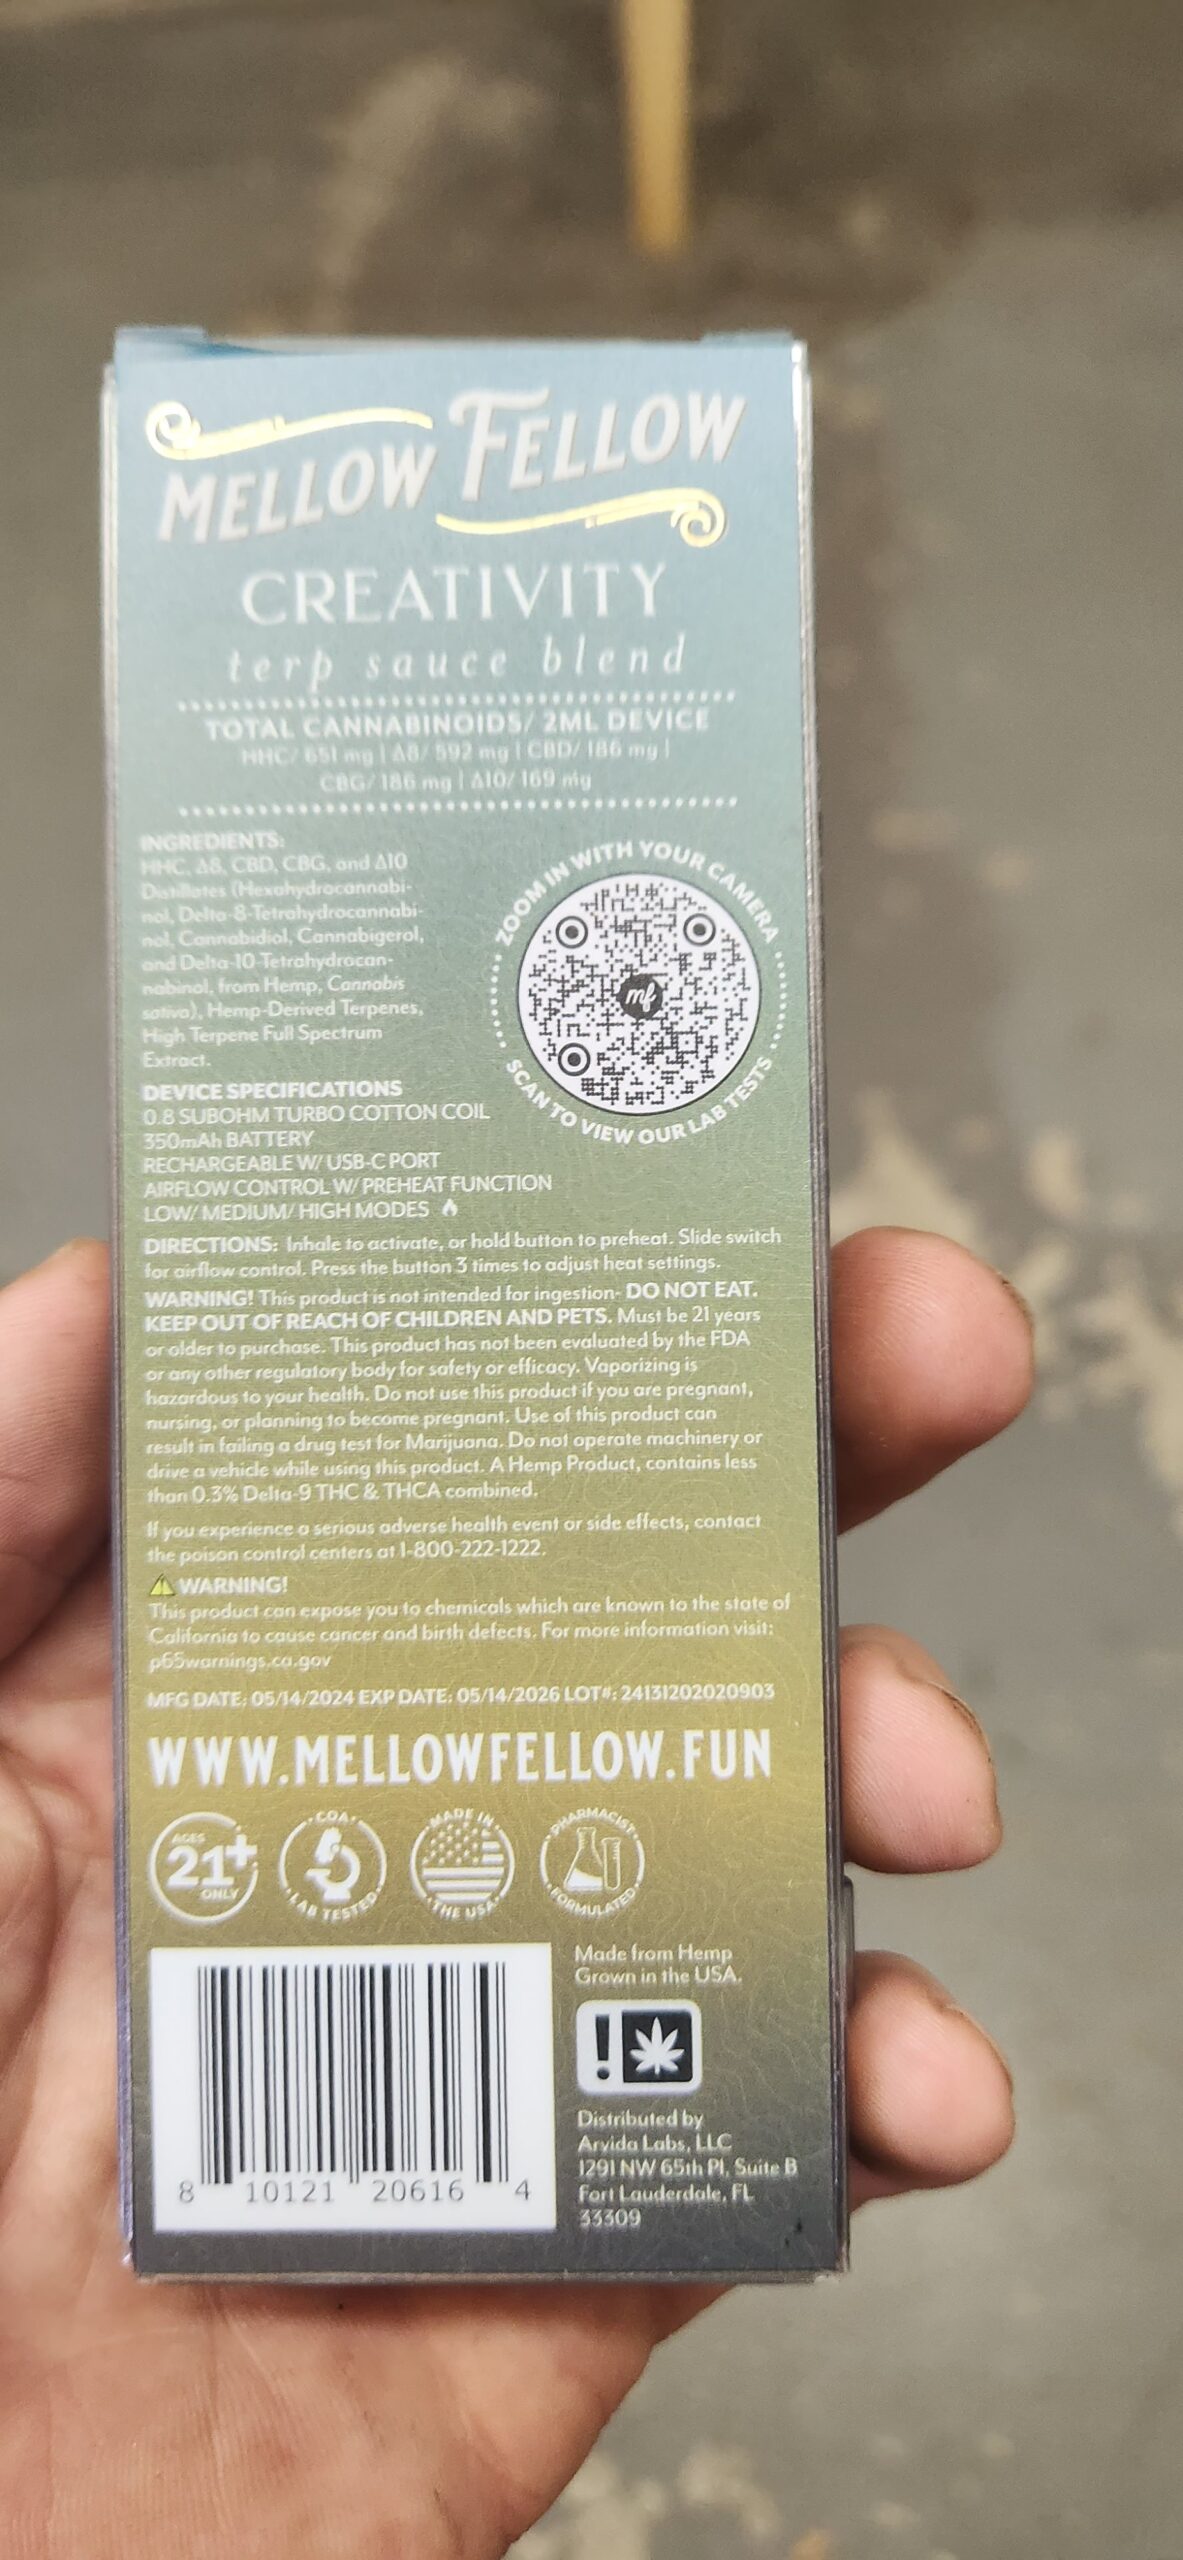 MELLOW FELLOW
CREATIVITY
terp sauce blend
TOTAL CANNABINOIDS/ 2ML DEVICE
HHC/ 651 mg | Δ8/ 592 mg | CBD/ 186 mg |
CBG/ 186 mg | Δ10/ 169 mg
INGREDIENTS:
HHC, Δ8, CBD, CBG, and Δ10
Distillates (Hexahydrocannabi-
nol, Delta-8-Tetrahydrocannabi-
nol, Cannabidiol, Cannabigerol,
and Delta-10-Tetrahydrocan-
nabinol, from Hemp, Cannabis
sativa), Hemp-Derived Terpenes,
High Terpene Full Spectrum
Extract.
ZOOM IN WITH YOUR CAMERA
mf
SCAN TO VIEW OUR LAB TESTS
DEVICE SPECIFICATIONS
0.8 SUBOHM TURBO COTTON COIL
350mAh BATTERY
RECHARGEABLE W/ USB-C PORT
AIRFLOW CONTROL W/ PREHEAT FUNCTION
LOW/ MEDIUM/ HIGH MODES
DIRECTIONS: Inhale to activate, or hold button to preheat. Slide switch
for airflow control. Press the button 3 times to adjust heat settings.
WARNING! This product is not intended for ingestion- DO NOT EAT.
KEEP OUT OF REACH OF CHILDREN AND PETS. Must be 21 years
or older to purchase. This product has not been evaluated by the FDA
or any other regulatory body for safety or efficacy. Vaporizing is
hazardous to your health. Do not use this product if you are pregnant,
nursing, or planning to become pregnant. Use of this product can
result in failing a drug test for Marijuana. Do not operate machinery or
drive a vehicle while using this product. A Hemp Product, contains less
than 0.3% Delta-9 THC & THCA combined.
If you experience a serious adverse health event or side effects, contact
the poison control centers at 1-800-222-1222.
WARNING!
This product can expose you to chemicals which are known to the state of
California to cause cancer and birth defects. For more information visit:
p65warnings.ca.gov
MFG DATE: 05/14/2024 EXP DATE: 05/14/2026 LOT#: 24131202020903
WWW.MELLOWFELLOW.FUN
AGES 21+ ONLY
COA LAB TESTED
MADE IN THE USA
PHARMACIST FORMULATED
Made from Hemp
Grown in the USA.
!
Distributed by
Arvida Labs, LLC
1291 NW 65th Pl, Suite B
Fort Lauderdale, FL
33309
8 10121 20616 4